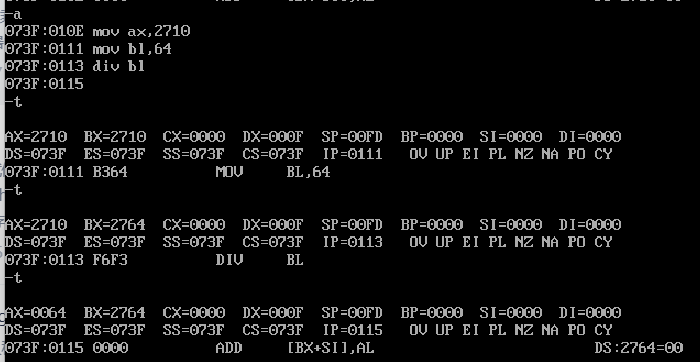 -a
073F:010E mov ax,2710
073F:0111 mov bl,64
073F:0113 div bl
073F:0115
-t
AX=2710 BX=2710 CX=0000 DX=000F SP=00FD BP=0000 SI=0000 DI=0000
DS=073F ES=073F SS=073F CS=073F IP=0111 OV UP EI PL NZ NA PO CY
073F:0111 B364 MOV BL,64
-t
AX=2710 BX=2764 CX=0000 DX=000F SP=00FD BP=0000 SI=0000 DI=0000
DS=073F ES=073F SS=073F CS=073F IP=0113 OV UP EI PL NZ NA PO CY
073F:0113 F6F3 DIV BL
-t
AX=0064 BX=2764 CX=0000 DX=000F SP=00FD BP=0000 SI=0000 DI=0000
DS=073F ES=073F SS=073F CS=073F IP=0115 OV UP EI PL NZ NA PO CY
073F:0115 0000 ADD [BX+SI],AL DS:2764=00